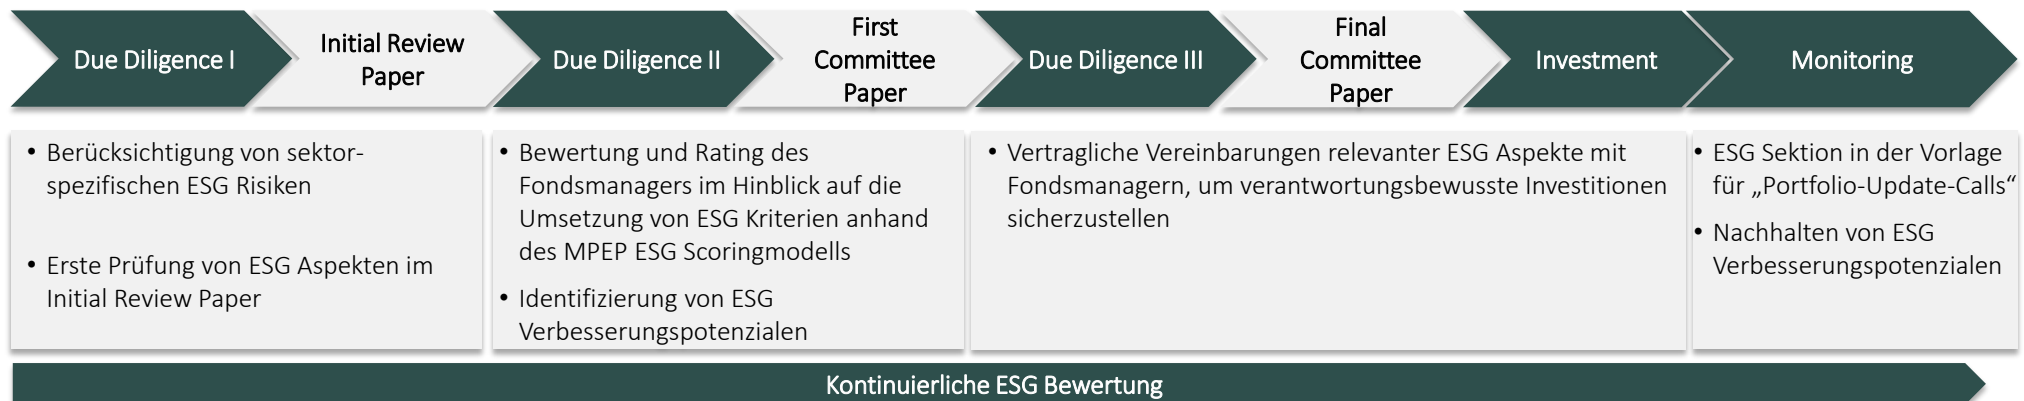 Due Diligence I
Initial Review
Paper
Due Diligence II
First
Committee
Paper
Due Diligence III
Final
Committee
Paper
Investment
Monitoring
• Berücksichtigung von sektor-
spezifischen ESG Risiken
• Erste Prüfung von ESG Aspekten im
Initial Review Paper
• Bewertung und Rating des
Fondsmanagers im Hinblick auf die
Umsetzung von ESG Kriterien anhand
des MPEP ESG Scoringmodells
• Identifizierung von ESG
Verbesserungspotenzialen
• Vertragliche Vereinbarungen relevanter ESG Aspekte mit
Fondsmanagern, um verantwortungsbewusste Investitionen
sicherzustellen
• ESG Sektion in der Vorlage
für „Portfolio-Update-Calls“
• Nachhalten von ESG
Verbesserungspotenzialen
Kontinuierliche ESG Bewertung